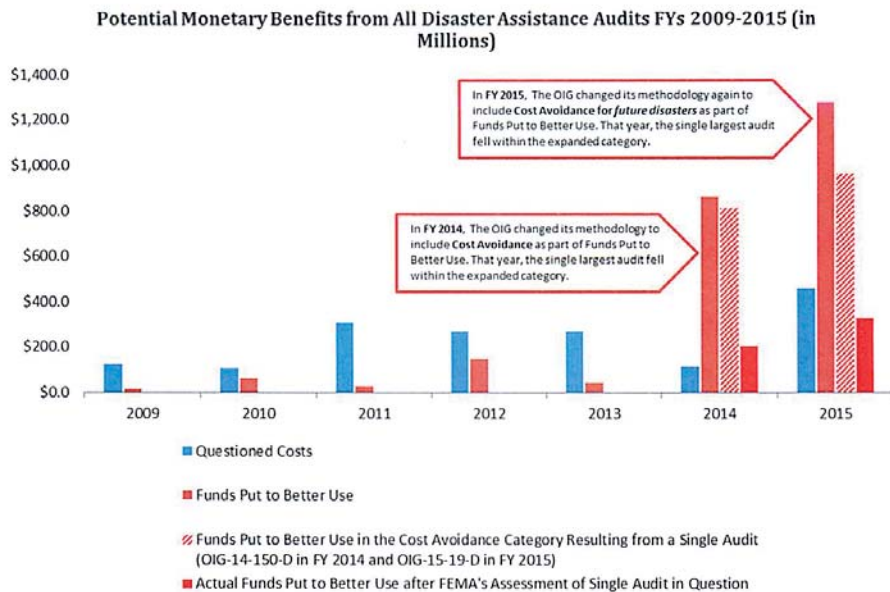 Potential Monetary Benefits from All Disaster Assistance Audits FYs 2009-2015 (in
Millions)
$1,400.0
$1,200.0
$1,000.0
$800.0
$600.0
$400.0
$200.0
$0.0
In FY 2015, The OIG changed its methodology again to
include Cost Avoidance for future disasters as part of
Funds Put to Better Use. That year, the single largest audit
fell within the expanded category.
In FY 2014, The OIG changed its methodology to
include Cost Avoidance as part of Funds Put to
Better Use. That year, the single largest audit fell
within the expanded category.
2009 2010 2011 2012 2013 2014 2015
Questioned Costs
Funds Put to Better Use
Funds Put to Better Use in the Cost Avoidance Category Resulting from a Single Audit
(OIG-14-150-D in FY 2014 and OIG-15-19-D in FY 2015)
Actual Funds Put to Better Use after FEMA's Assessment of Single Audit in Question